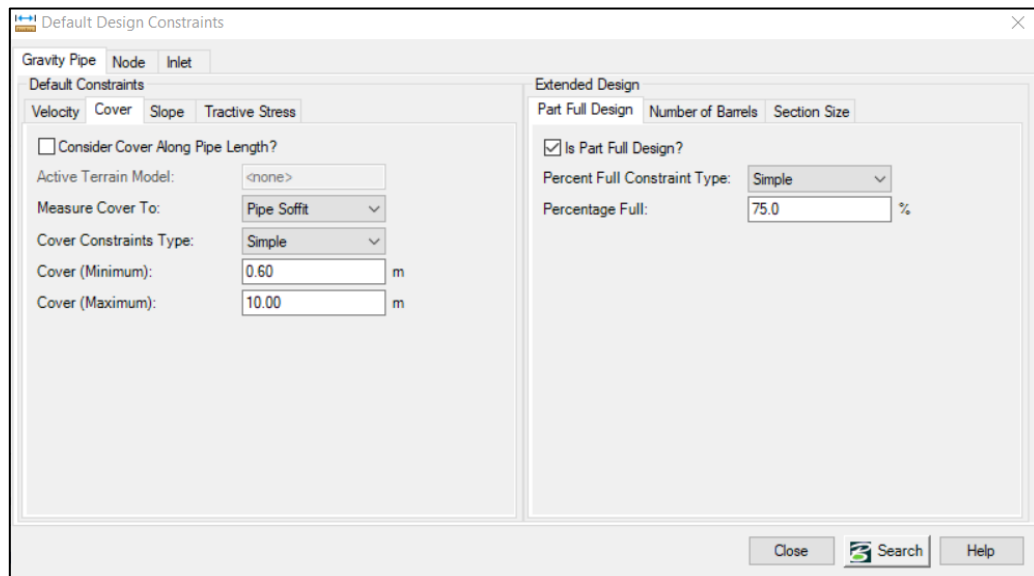 Default Design Constraints
Gravity Pipe Node Inlet
Default Constraints
Velocity Cover Slope Tractive Stress
Consider Cover Along Pipe Length?
Active Terrain Model: <none>
Measure Cover To: Pipe Soffit
Cover Constraints Type: Simple
Cover (Minimum): 0.60 m
Cover (Maximum): 10.00 m
Extended Design
Part Full Design Number of Barrels Section Size
Is Part Full Design?
Percent Full Constraint Type: Simple
Percentage Full: 75.0 %
Close Search Help